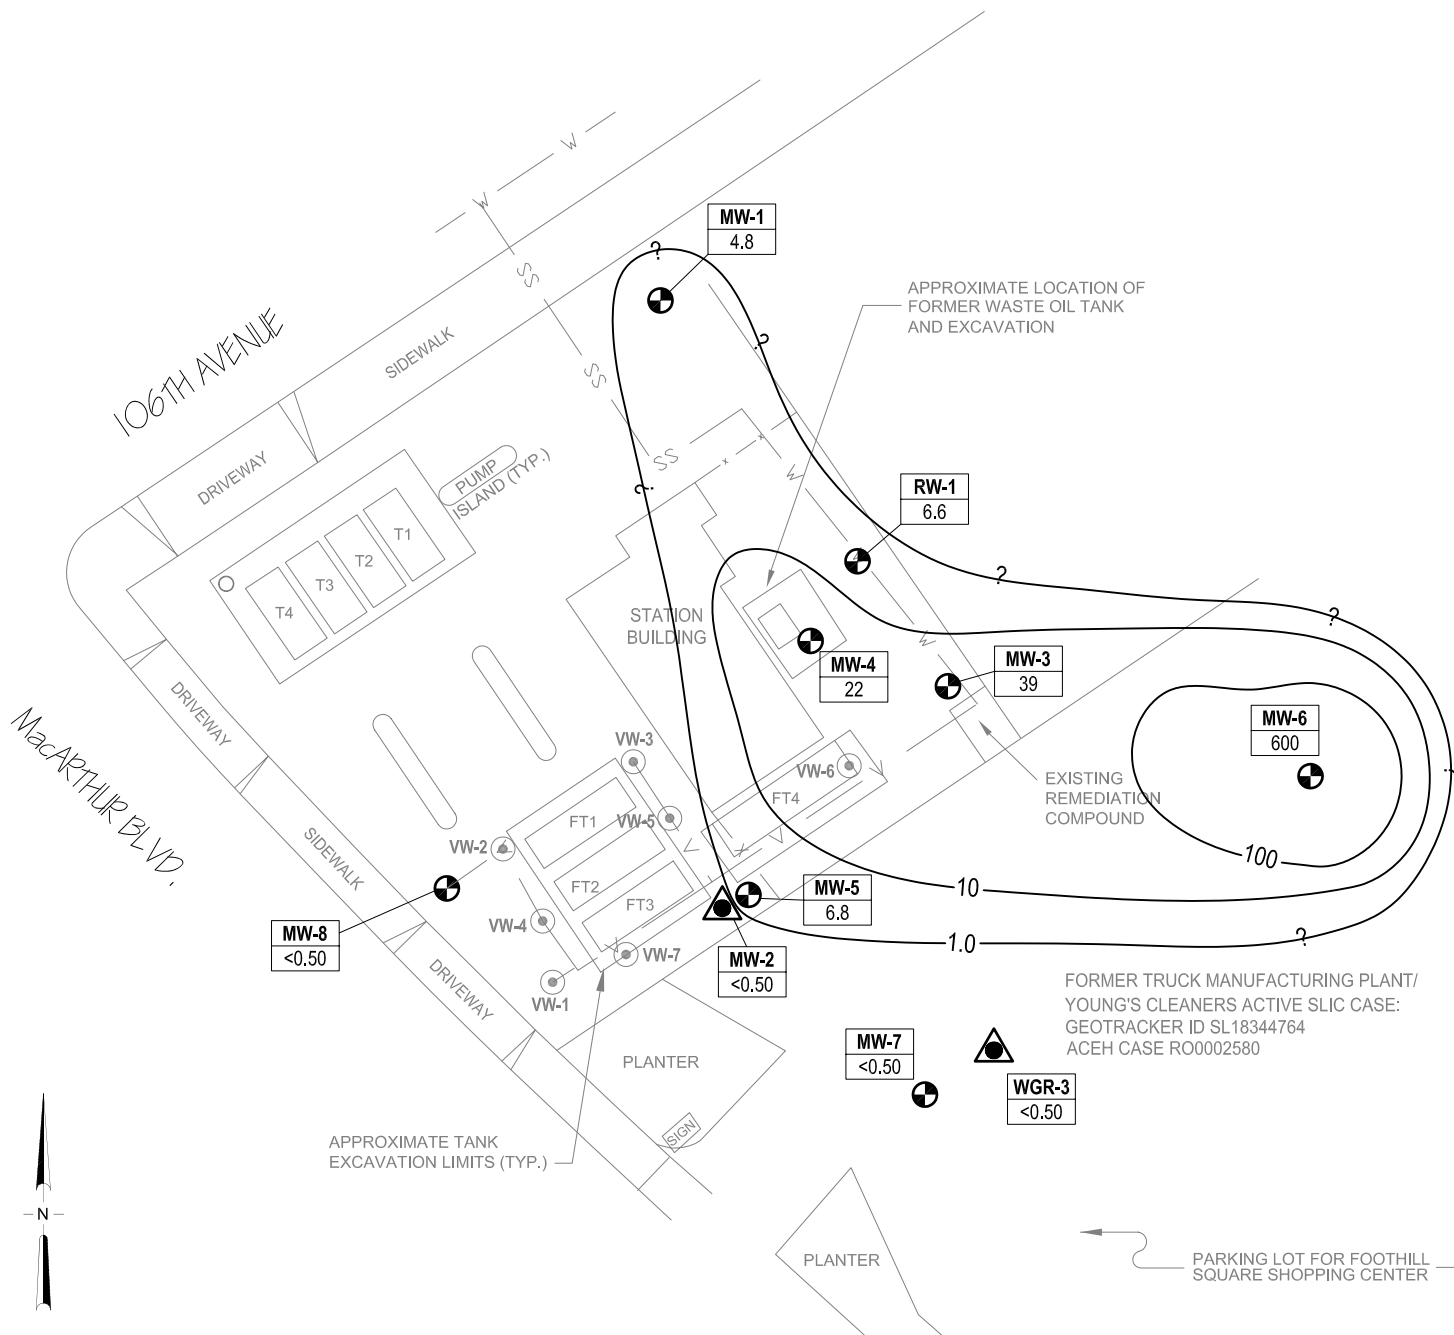 W
W
MW-1
4.8
?
SS
APPROXIMATE LOCATION OF
FORMER WASTE OIL TANK
AND EXCAVATION
106TH AVENUE
SIDEWALK
?
SS
DRIVEWAY
PUMP
ISLAND (TYP.)
SS
x
x
W
?
RW-1
6.6
T1
T2
T3
T4
?
?
STATION
BUILDING
W
MW-4
22
MW-3
39
MW-6
600
DRIVEWAY
MacARTHUR BLVD.
VW-3
VW-6
?
FT4
EXISTING
REMEDIATION
COMPOUND
FT1
VW-5
VW-2
100
SIDEWALK
FT2
MW-5
6.8
10
FT3
VW-4
MW-8
<0.50
VW-7
MW-2
<0.50
1.0
?
VW-1
DRIVEWAY
FORMER TRUCK MANUFACTURING PLANT/
YOUNG'S CLEANERS ACTIVE SLIC CASE:
GEOTRACKER ID SL18344764
ACEH CASE RO0002580
PLANTER
MW-7
<0.50
WGR-3
<0.50
SIGN
APPROXIMATE TANK
EXCAVATION LIMITS (TYP.)
N
PLANTER
PARKING LOT FOR FOOTHILL
SQUARE SHOPPING CENTER